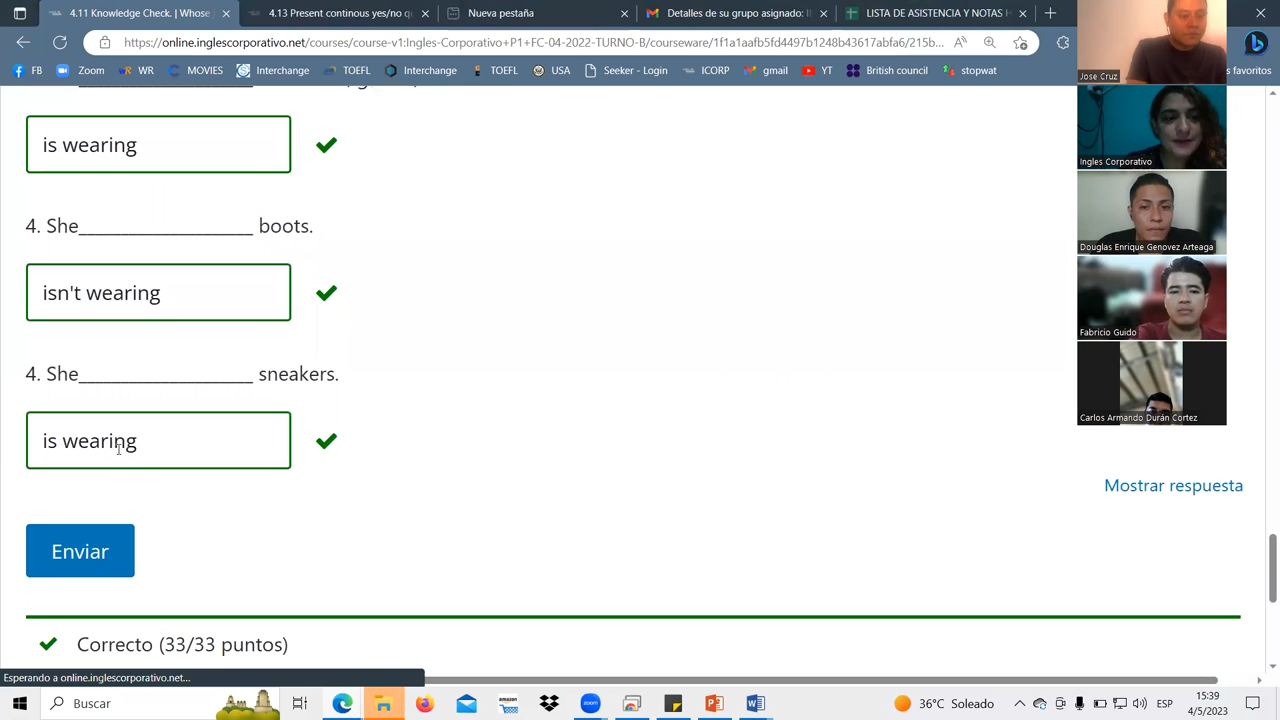 4.11 Knowledge Check. | Whose
4.13 Present continous yes/no qu
Nueva pestaña
Detalles de su grupo asignado:
LISTA DE ASISTENCIA Y NOTAS H
https://online.inglescorporativo.net/courses/course-v1:Ingles-Corporativo+P1+FC-04-2022-TURNO-B/courseware/1f1a1aafb5fd4497b1248b43617abfa6/215b...
FB
Zoom
WR
MOVIES
Interchange
TOEFL
Interchange
TOEFL
USA
Seeker - Login
ICORP
gmail
YT
British council
stopwat
s favoritos
Jose Cruz
is wearing
Ingles Corporativo
4. She____________________ boots.
Douglas Enrique Genovez Arteaga
isn't wearing
Fabricio Guido
4. She____________________ sneakers.
Carlos Armando Durán Cortez
is wearing
Mostrar respuesta
Enviar
Correcto (33/33 puntos)
Esperando a online.inglescorporativo.net...
Buscar
36°C Soleado
ESP
15:39
4/5/2023